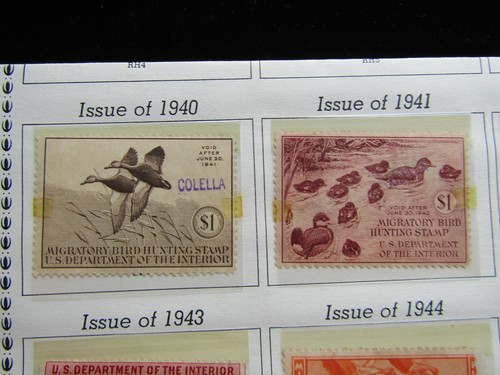 RH4
RH5
Issue of 1940
Issue of 1941
VOID
AFTER
JUNE 30,
1941
COLELLA
$1
MIGRATORY BIRD HUNTING STAMP
U.S. DEPARTMENT OF THE INTERIOR
VOID AFTER
JUNE 30, 1942
$1
MIGRATORY BIRD
HUNTING STAMP
U.S. DEPARTMENT
OF THE INTERIOR
Issue of 1943
Issue of 1944
U.S. DEPARTMENT OF THE INTERIOR